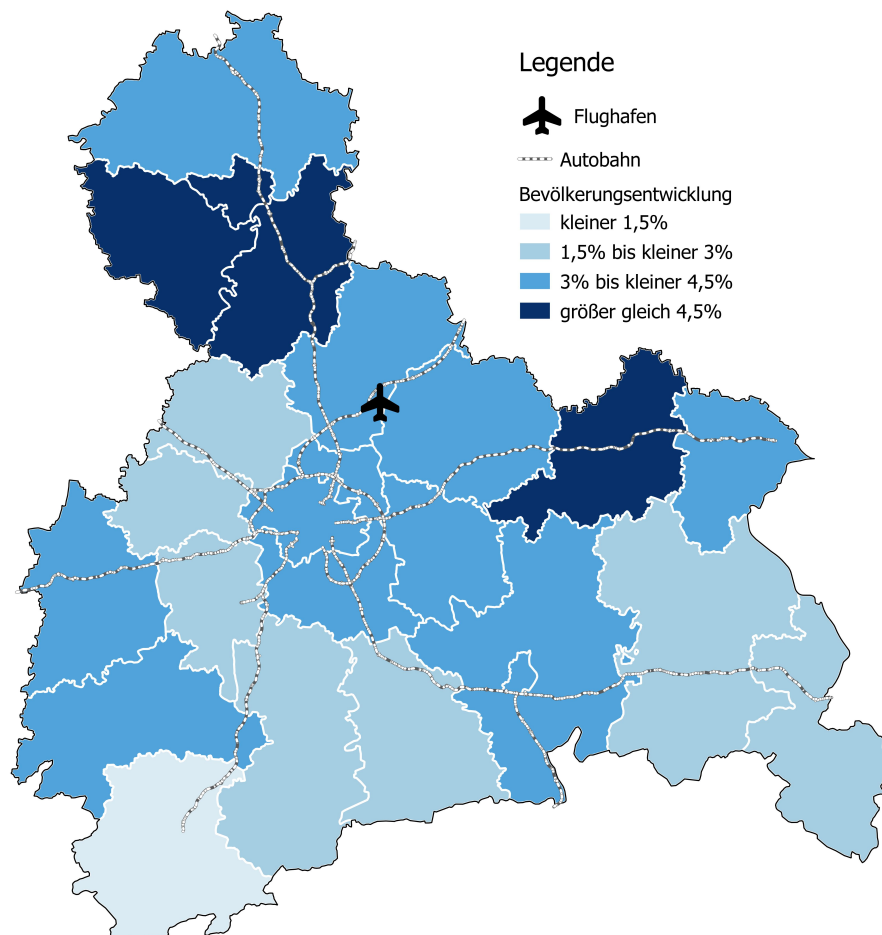 Legende
Flughafen
Autobahn
Bevölkerungsentwicklung
kleiner 1,5%
1,5% bis kleiner 3%
3% bis kleiner 4,5%
größer gleich 4,5%